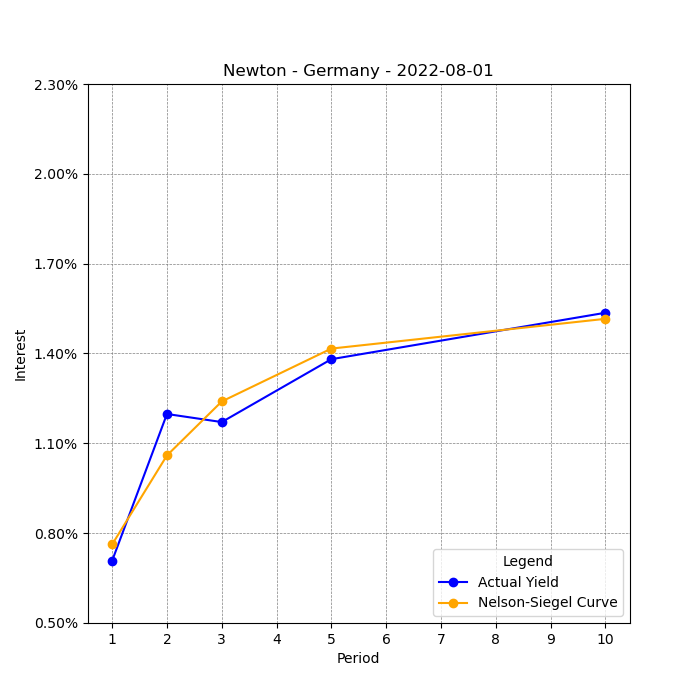 Newton - Germany - 2022-08-01
2.30%
2.00%
1.70%
1.40%
1.10%
0.80%
0.50%
Interest
1 2 3 4 5 6 7 8 9 10
Period
Legend
Actual Yield
Nelson-Siegel Curve